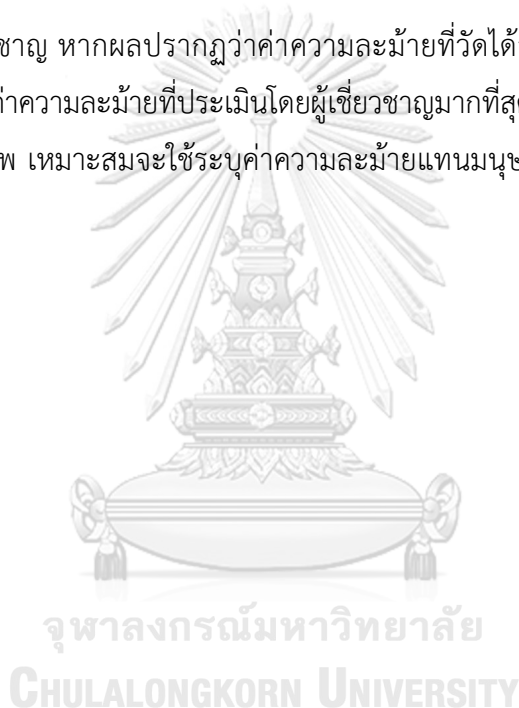 ชาญ หากผลปรากฏว่าค่าความละม้ายที่วัดได้
ค่าความละม้ายที่ประเมินโดยผู้เชี่ยวชาญมากที่สุด
พ เหมาะสมจะใช้ระบุค่าความละม้ายแทนมนุษ
จุฬาลงกรณ์มหาวิทยาลัย
CHULALONGKORN UNIVERSITY